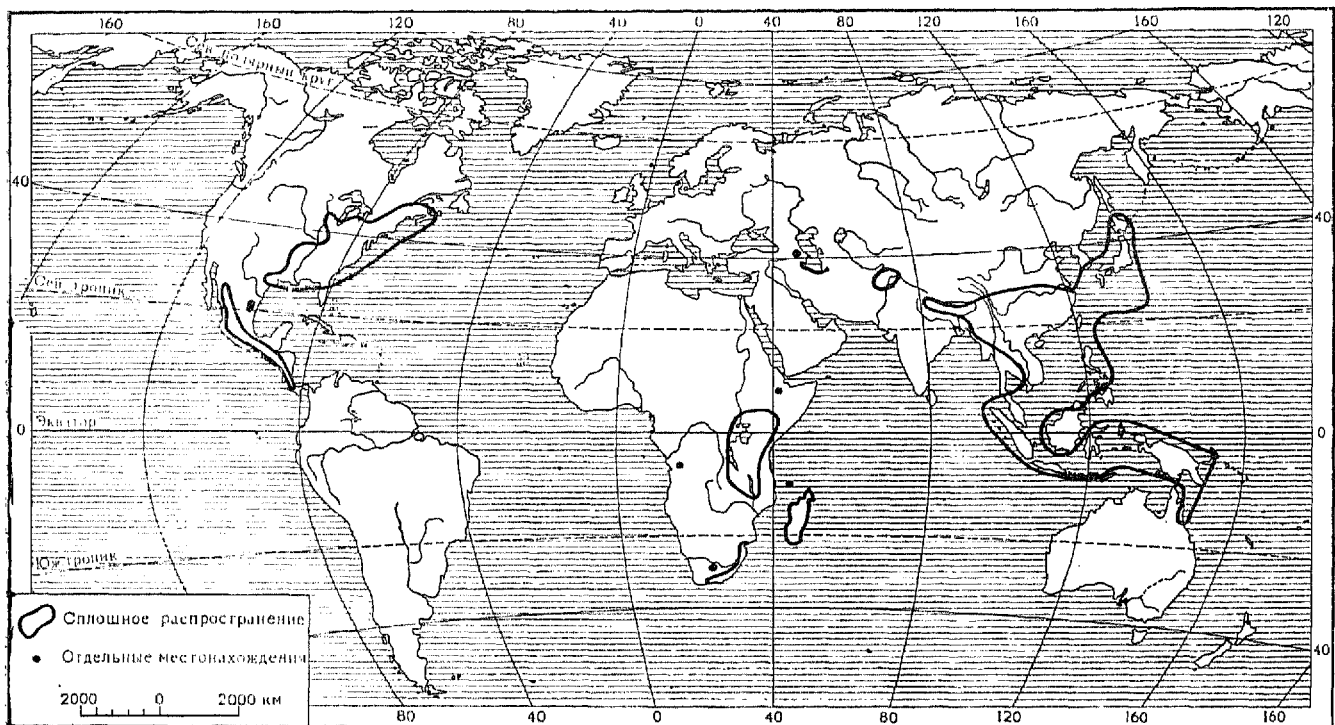 160 160 120 80 40 0 40 80 120 160 160 120
Сев. полярный круг
40
40
Сев. тропик
Экватор
0
0
Юж. тропик
Сплошное распространение
Отдельные местонахождения
40
2000 0 2000 км
80 40 0 40 80 120 160 160